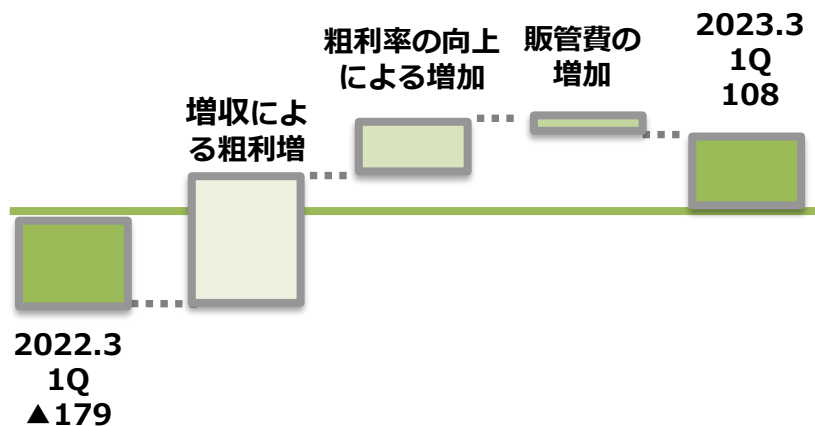 2022.3
1Q
▲179
増収によ
る粗利増
粗利率の向上
による増加
販管費の
増加
2023.3
1Q
108